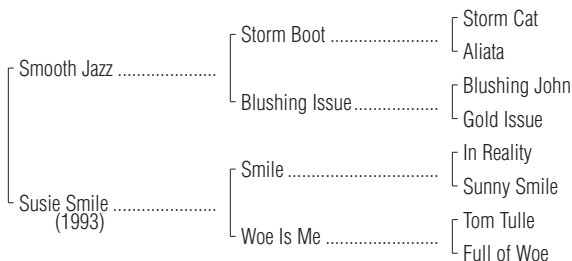 Storm Cat
Storm Boot ........................
Aliata
Smooth Jazz ......................
Blushing John
Blushing Issue...................
Gold Issue
In Reality
Smile ..................................
Sunny Smile
Susie Smile .......................
(1993)
Tom Tulle
Woe Is Me .........................
Full of Woe